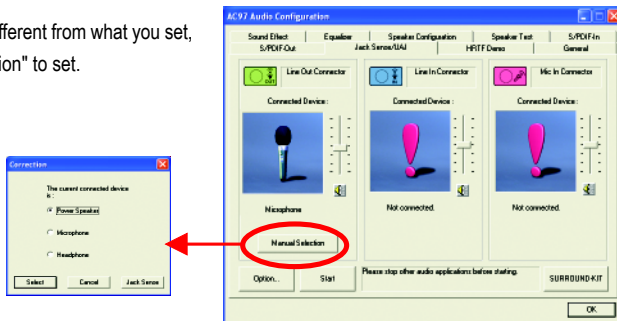 fferent from what you set,
ion" to set.
AC97 Audio Configuration
Sound Effect Equalizer Speaker Configuration Speaker Test S/PDIF-In
S/PDIF-Out Jack Sense/UAJ HRTF Demo General
Line Out Connector Line In Connector Mic In Connector
Connected Device : Connected Device : Connected Device :
Microphone Not connected. Not connected.
Manual Selection
Option... Start Please stop other audio applications before starting. SURROUND-KIT
OK
Correction
The current connected device
is :
Power Speaker
Microphone
Headphone
Select Cancel Jack Sense